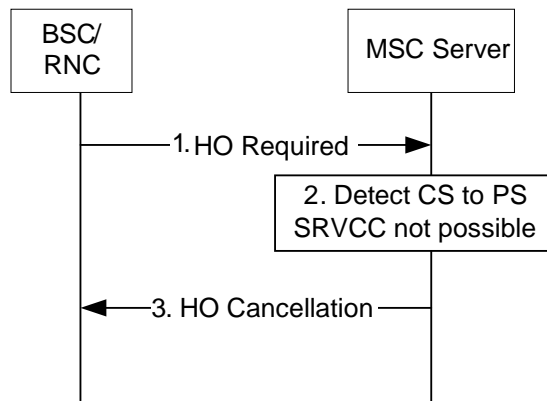 BSC/
RNC
MSC Server
1. HO Required
2. Detect CS to PS
SRVCC not possible
3. HO Cancellation